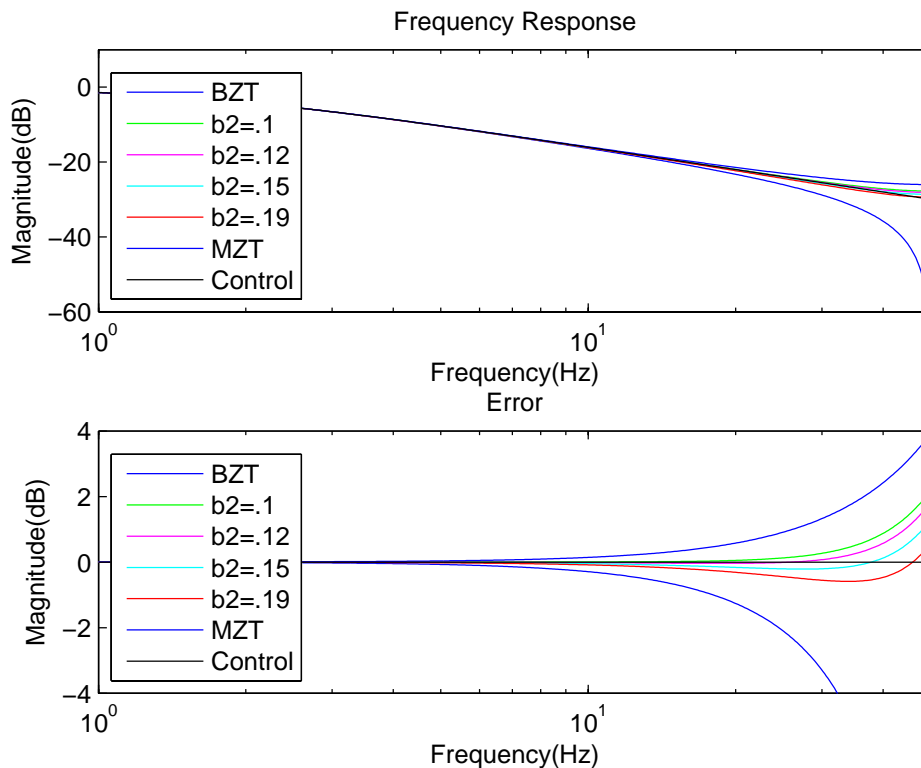 Frequency Response
Magnitude(dB)
0
-20
-40
-60
BZT
b2=.1
b2=.12
b2=.15
b2=.19
MZT
Control
10^0
10^1
Frequency(Hz)
Error
Magnitude(dB)
4
2
0
-2
-4
BZT
b2=.1
b2=.12
b2=.15
b2=.19
MZT
Control
10^0
10^1
Frequency(Hz)